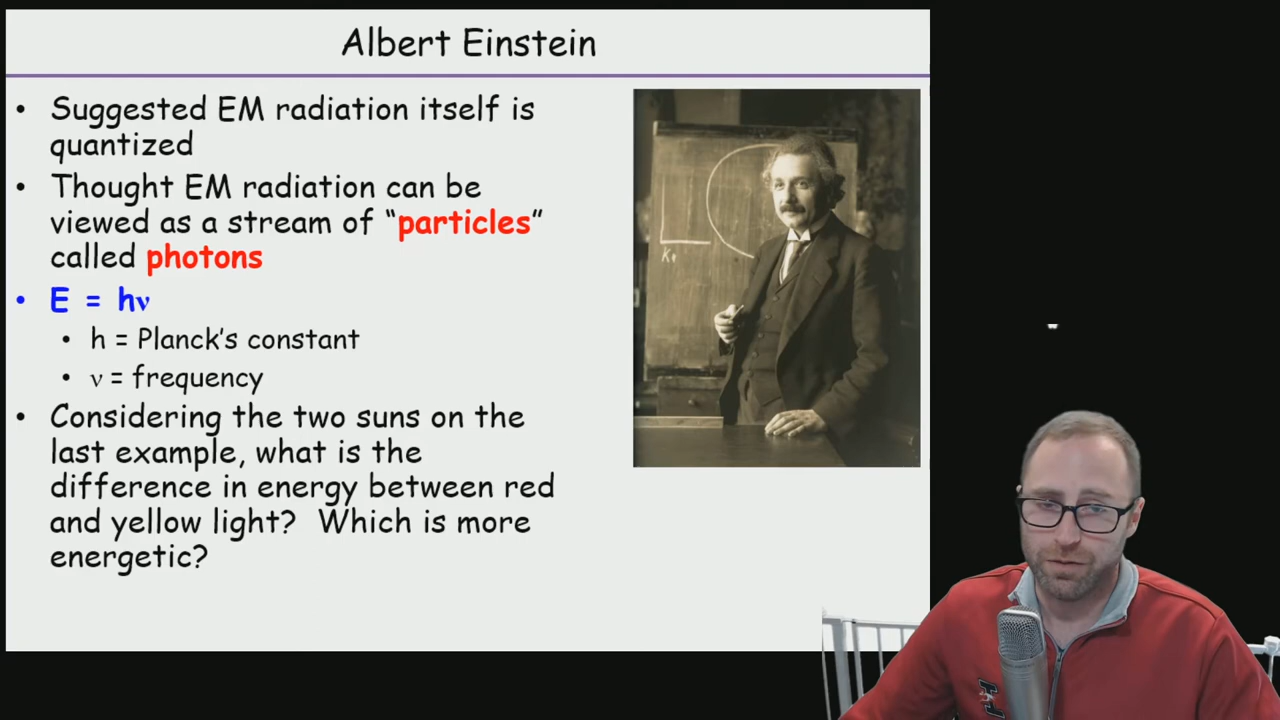 Albert Einstein
• Suggested EM radiation itself is
quantized
• Thought EM radiation can be
viewed as a stream of “particles”
called photons
• E = hν
• h = Planck’s constant
• ν = frequency
• Considering the two suns on the
last example, what is the
difference in energy between red
and yellow light?  Which is more
energetic?